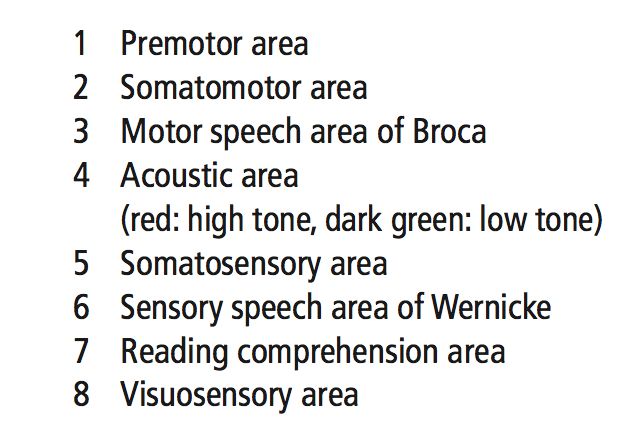 1 Premotor area
2 Somatomotor area
3 Motor speech area of Broca
4 Acoustic area
(red: high tone, dark green: low tone)
5 Somatosensory area
6 Sensory speech area of Wernicke
7 Reading comprehension area
8 Visuosensory area